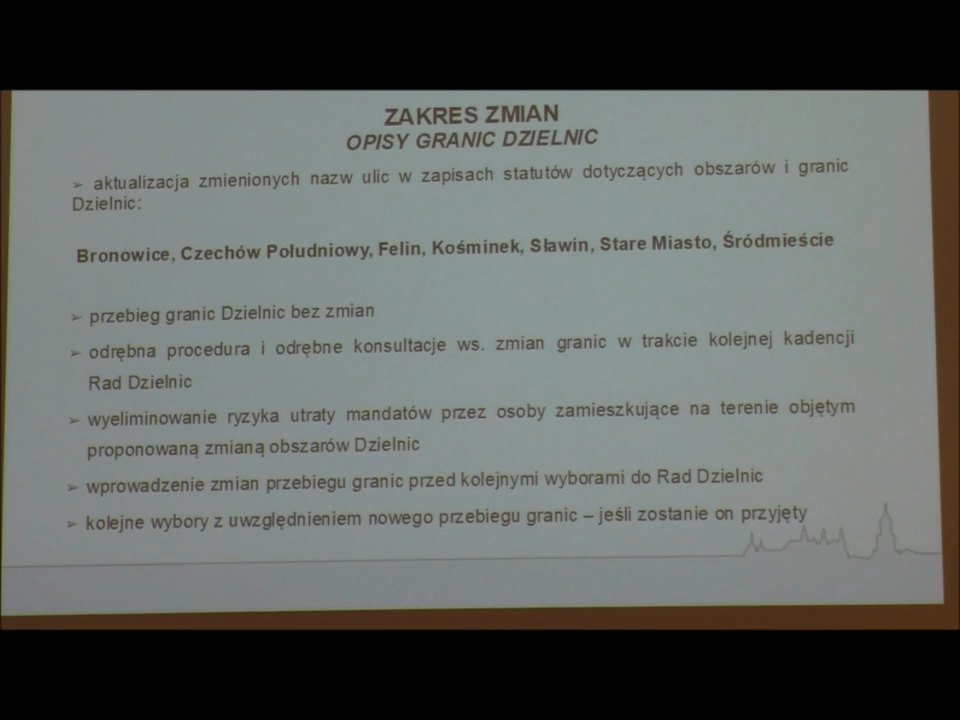 ZAKRES ZMIAN
OPISY GRANIC DZIELNIC
➢ aktualizacja zmienionych nazw ulic w zapisach statutów dotyczących obszarów i granic
Dzielnic:
Bronowice, Czechów Południowy, Felin, Kośminek, Sławin, Stare Miasto, Śródmieście
➢ przebieg granic Dzielnic bez zmian
➢ odrębna procedura i odrębne konsultacje ws. zmian granic w trakcie kolejnej kadencji
Rad Dzielnic
➢ wyeliminowanie ryzyka utraty mandatów przez osoby zamieszkujące na terenie objętym
proponowaną zmianą obszarów Dzielnic
➢ wprowadzenie zmian przebiegu granic przed kolejnymi wyborami do Rad Dzielnic
➢ kolejne wybory z uwzględnieniem nowego przebiegu granic – jeśli zostanie on przyjęty